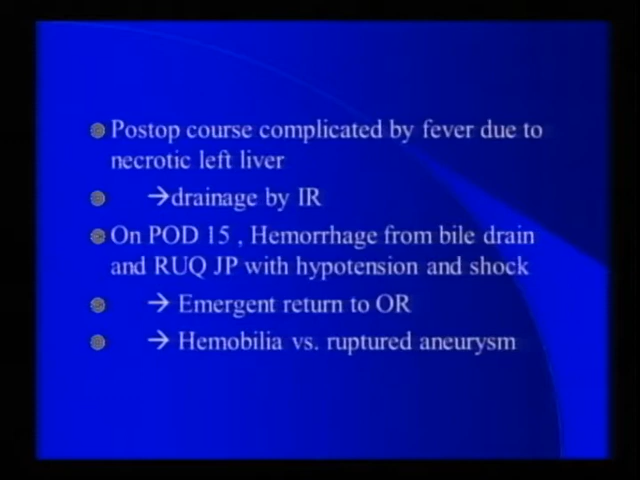 Postop course complicated by fever due to
necrotic left liver
→drainage by IR
On POD 15 , Hemorrhage from bile drain
and RUQ JP with hypotension and shock
→ Emergent return to OR
→ Hemobilia vs. ruptured aneurysm